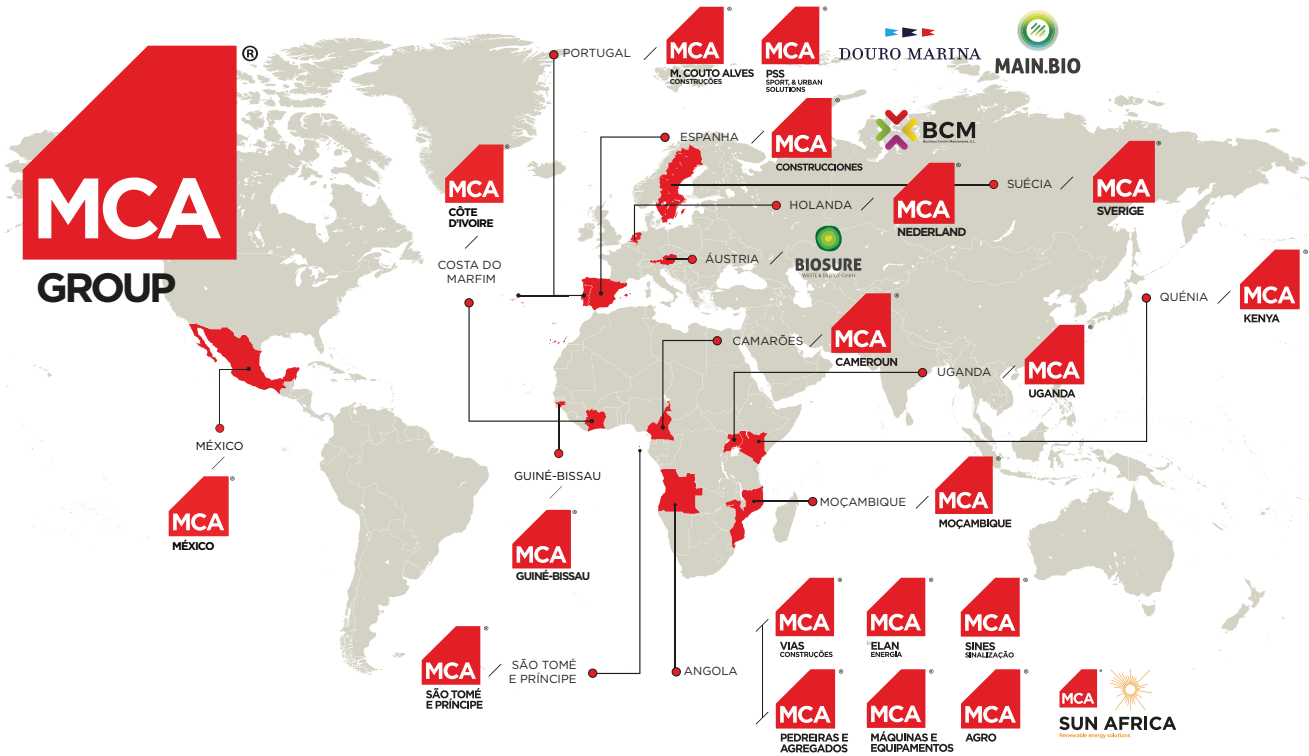 MCA
®
GROUP
PORTUGAL
MCA
®
M. COUTO ALVES
CONSTRUÇÕES
MCA
®
PSS
SPORT, & URBAN
SOLUTIONS
DOURO MARINA
MAIN.BIO
ESPANHA
MCA
®
CONSTRUCCIONES
BCM
SUÉCIA
MCA
®
SVERIGE
HOLANDA
MCA
®
NEDERLAND
ÁUSTRIA
BIOSURE
WASTE & ENERGY GmbH
MCA
®
CÔTE
D'IVOIRE
COSTA DO
MARFIM
QUÉNIA
MCA
®
KENYA
CAMARÕES
MCA
®
CAMEROUN
UGANDA
MCA
®
UGANDA
MÉXICO
MCA
®
MÉXICO
GUINÉ-BISSAU
MCA
®
GUINÉ-BISSAU
MOÇAMBIQUE
MCA
®
MOÇAMBIQUE
MCA
®
SÃO TOMÉ
E PRÍNCIPE
SÃO TOMÉ
E PRÍNCIPE
ANGOLA
MCA
®
VIAS
CONSTRUÇÕES
MCA
®
ELAN
ENERGÍA
MCA
®
SINES
SINALIZAÇÃO
MCA
®
PEDREIRAS E
AGREGADOS
MCA
®
MÁQUINAS E
EQUIPAMENTOS
MCA
®
AGRO
MCA
®
SUN AFRICA
Renewable energy solutions